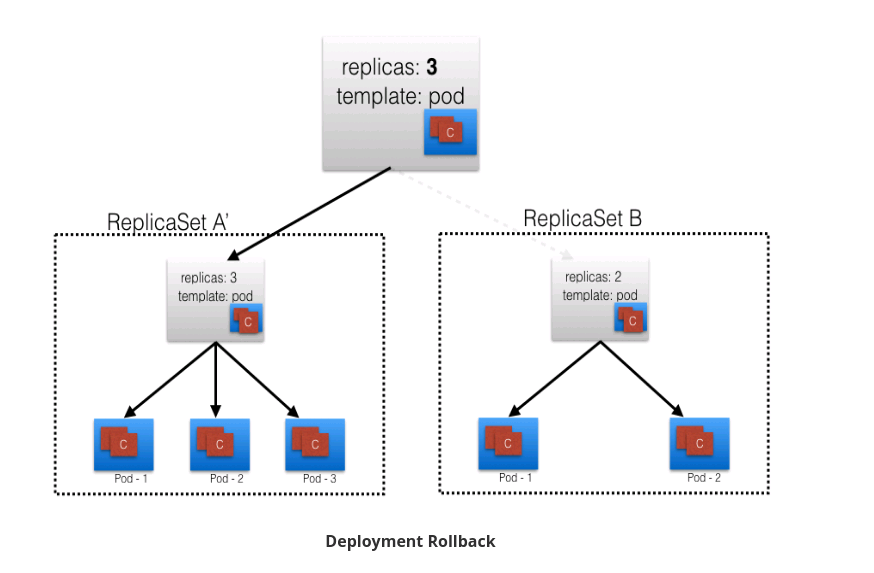 replicas: 3
template: pod
C
ReplicaSet A’
replicas: 3
template: pod
C
C
Pod - 1
C
Pod - 2
C
Pod - 3
ReplicaSet B
replicas: 2
template: pod
C
C
Pod - 1
C
Pod - 2
Deployment Rollback